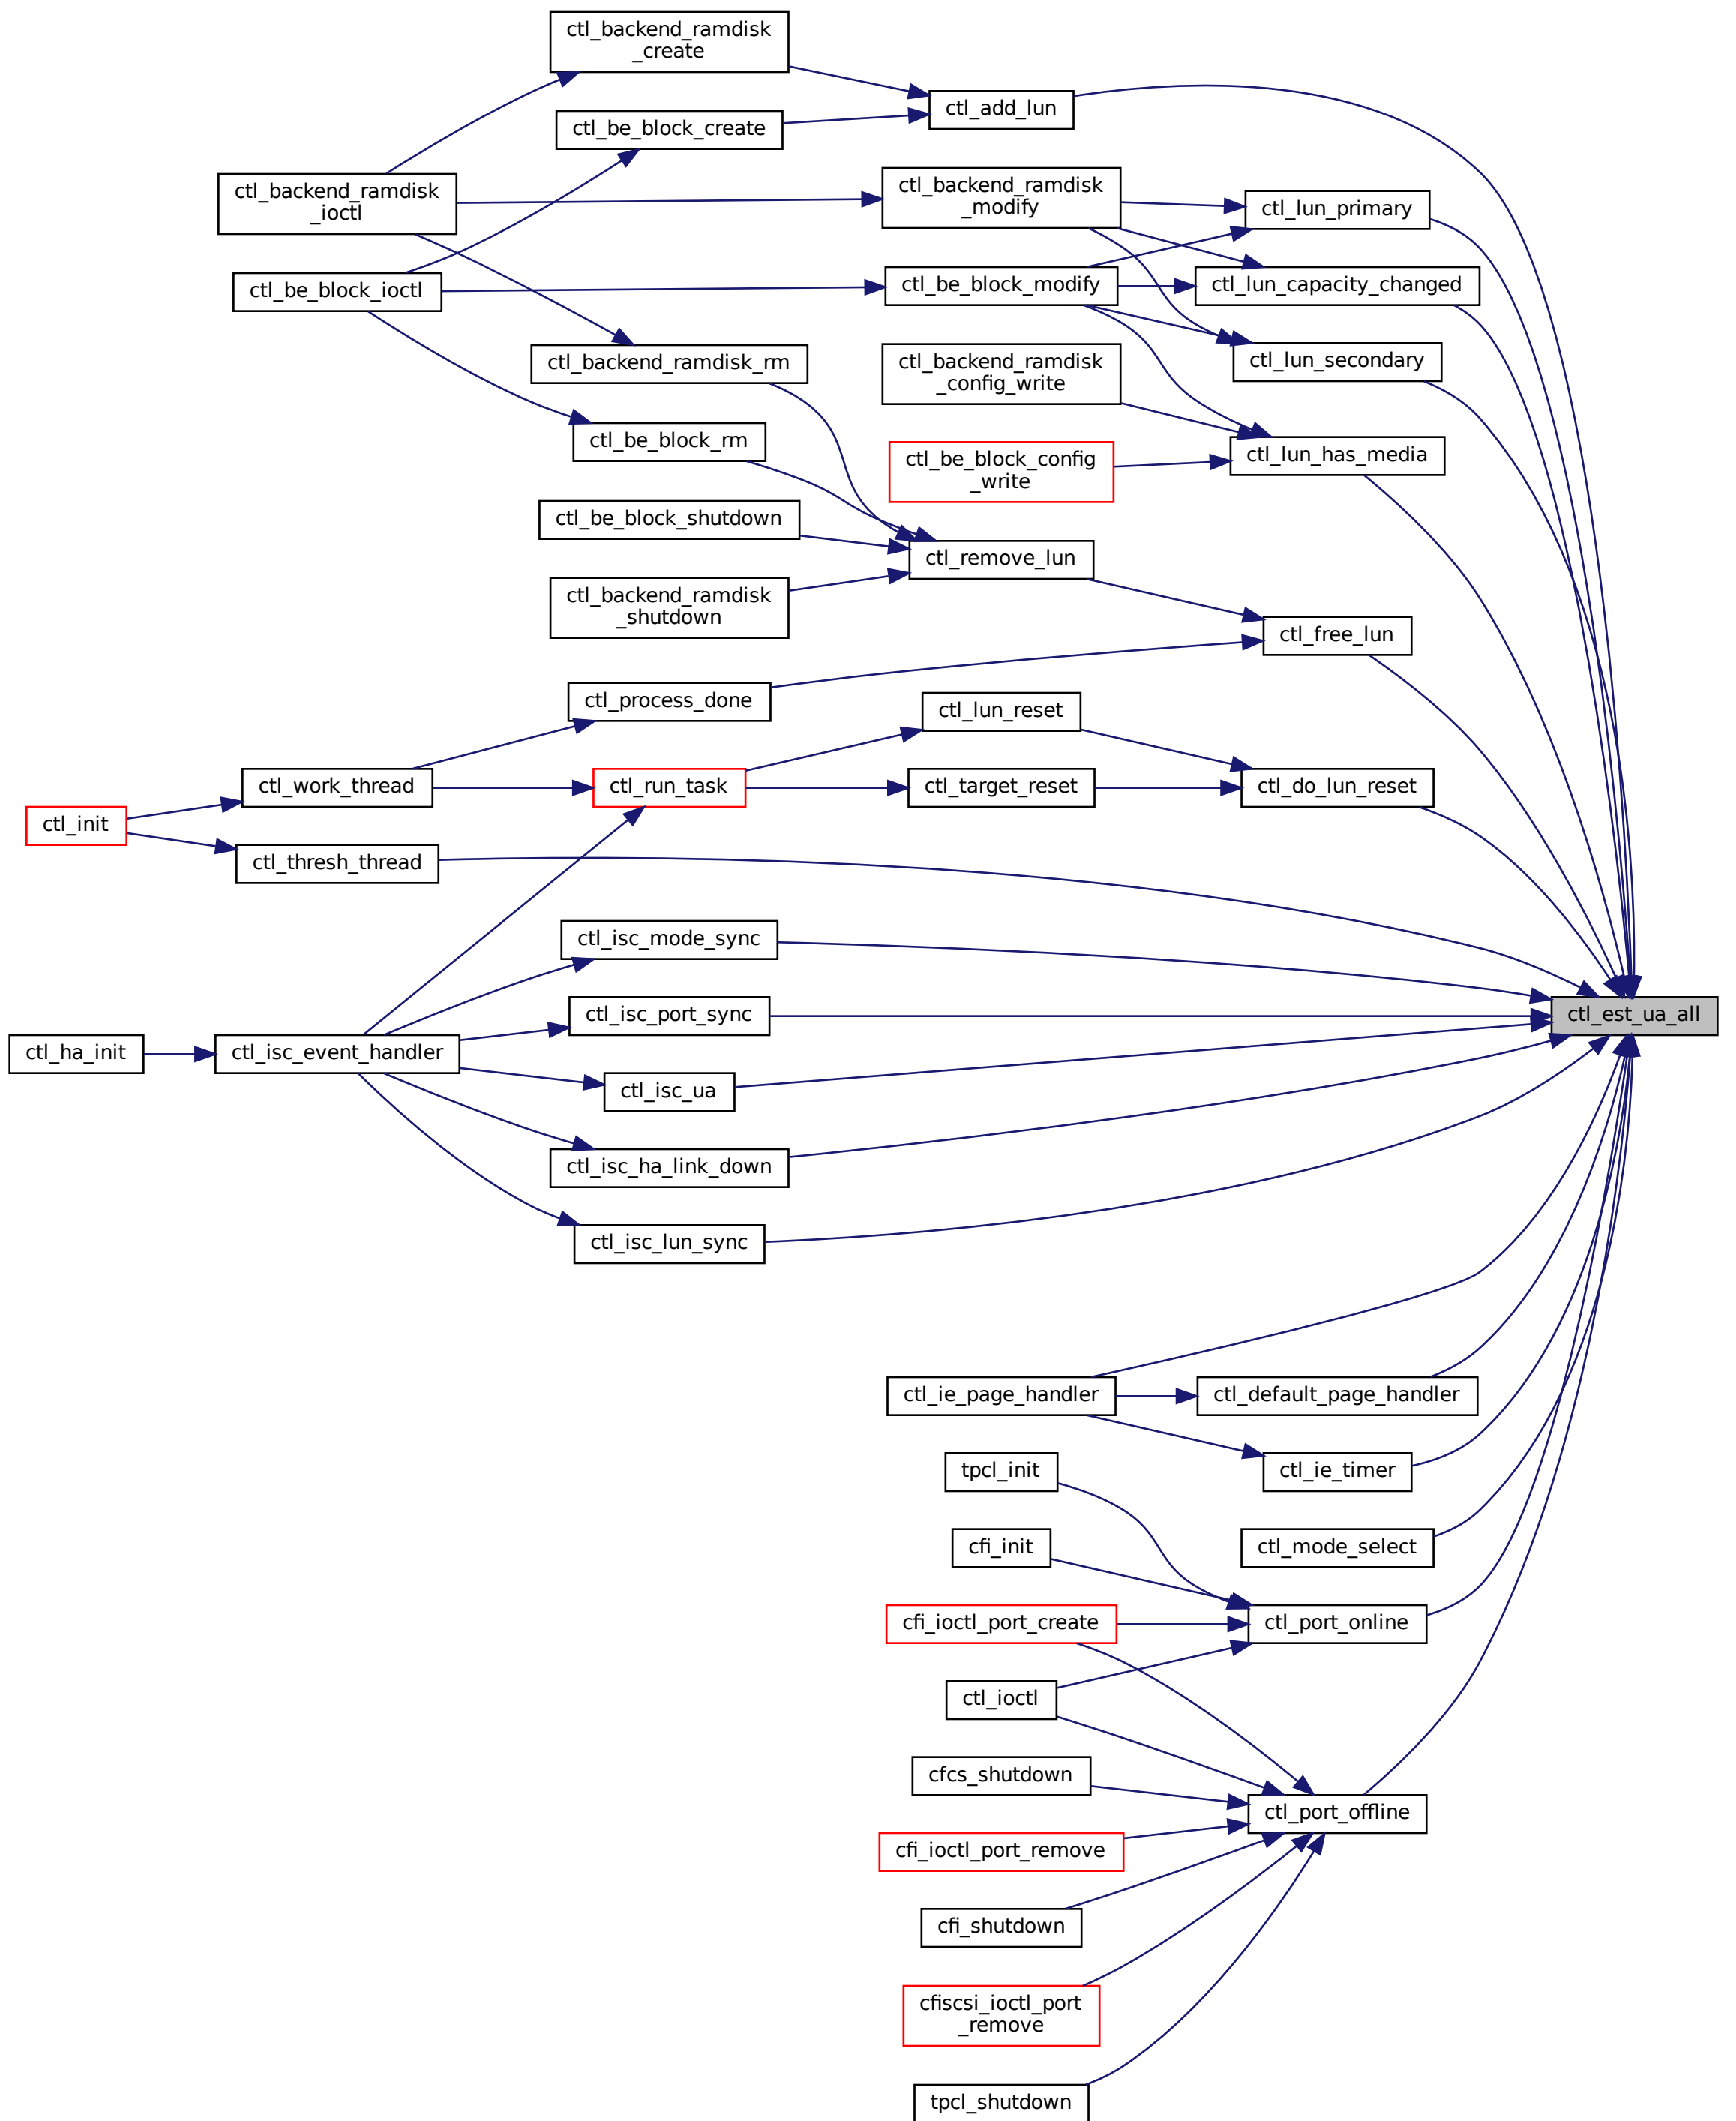 ctl_backend_ramdisk
_create
ctl_add_lun
ctl_be_block_create
ctl_backend_ramdisk
_ioctl
ctl_backend_ramdisk
_modify
ctl_lun_primary
ctl_be_block_ioctl
ctl_be_block_modify
ctl_lun_capacity_changed
ctl_backend_ramdisk_rm
ctl_backend_ramdisk
_config_write
ctl_lun_secondary
ctl_be_block_rm
ctl_be_block_config
_write
ctl_lun_has_media
ctl_be_block_shutdown
ctl_remove_lun
ctl_backend_ramdisk
_shutdown
ctl_free_lun
ctl_process_done
ctl_lun_reset
ctl_work_thread
ctl_run_task
ctl_target_reset
ctl_do_lun_reset
ctl_init
ctl_thresh_thread
ctl_isc_mode_sync
ctl_isc_port_sync
ctl_est_ua_all
ctl_ha_init
ctl_isc_event_handler
ctl_isc_ua
ctl_isc_ha_link_down
ctl_isc_lun_sync
ctl_ie_page_handler
ctl_default_page_handler
tpcl_init
ctl_ie_timer
cfi_init
ctl_mode_select
cfi_ioctl_port_create
ctl_port_online
ctl_ioctl
cfcs_shutdown
ctl_port_offline
cfi_ioctl_port_remove
cfi_shutdown
cfiscsi_ioctl_port
_remove
tpcl_shutdown